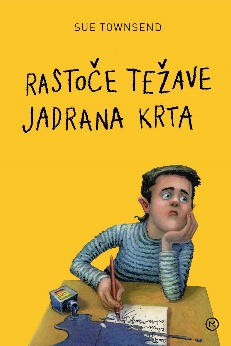 SUE TOWNSEND
RASTOČE TEŽAVE
JADRANA KRTA